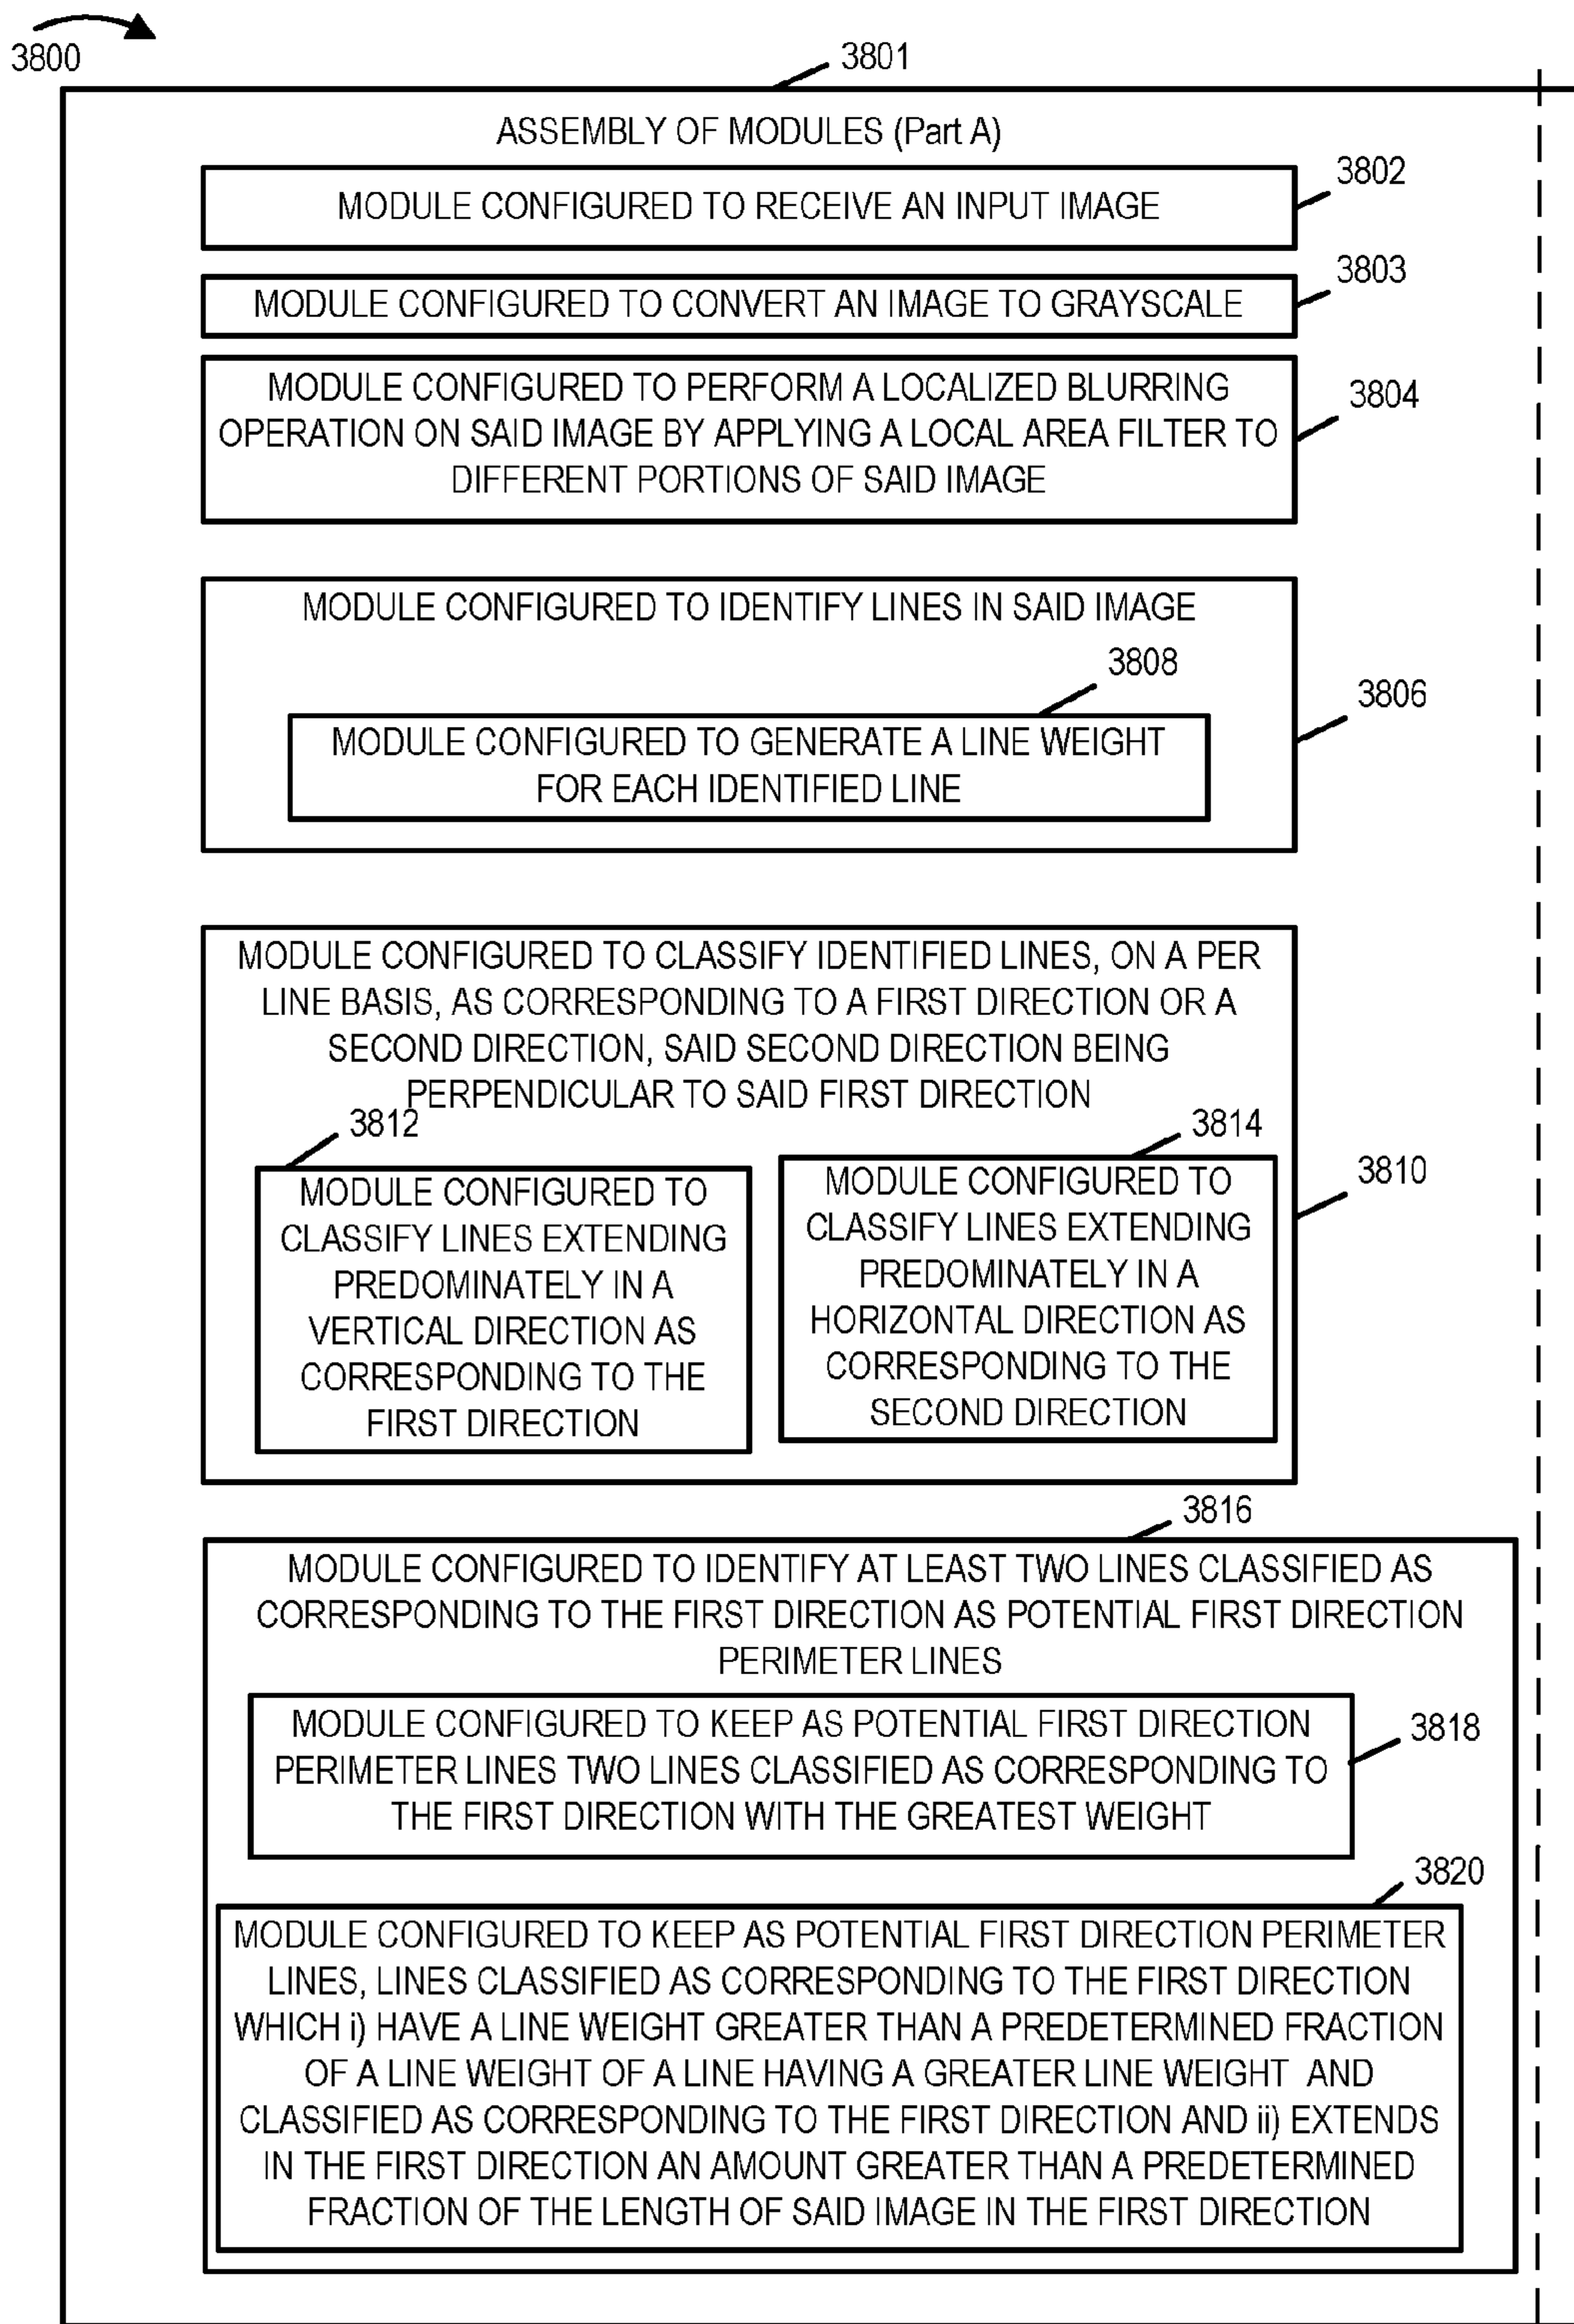 3800
3801
ASSEMBLY OF MODULES (Part A)
3802
MODULE CONFIGURED TO RECEIVE AN INPUT IMAGE
3803
MODULE CONFIGURED TO CONVERT AN IMAGE TO GRAYSCALE
3804
MODULE CONFIGURED TO PERFORM A LOCALIZED BLURRING
OPERATION ON SAID IMAGE BY APPLYING A LOCAL AREA FILTER TO
DIFFERENT PORTIONS OF SAID IMAGE
MODULE CONFIGURED TO IDENTIFY LINES IN SAID IMAGE
3806
3808
MODULE CONFIGURED TO GENERATE A LINE WEIGHT
FOR EACH IDENTIFIED LINE
MODULE CONFIGURED TO CLASSIFY IDENTIFIED LINES, ON A PER
LINE BASIS, AS CORRESPONDING TO A FIRST DIRECTION OR A
SECOND DIRECTION, SAID SECOND DIRECTION BEING
PERPENDICULAR TO SAID FIRST DIRECTION
3810
3812
MODULE CONFIGURED TO
CLASSIFY LINES EXTENDING
PREDOMINATELY IN A
VERTICAL DIRECTION AS
CORRESPONDING TO THE
FIRST DIRECTION
3814
MODULE CONFIGURED TO
CLASSIFY LINES EXTENDING
PREDOMINATELY IN A
HORIZONTAL DIRECTION AS
CORRESPONDING TO THE
SECOND DIRECTION
3816
MODULE CONFIGURED TO IDENTIFY AT LEAST TWO LINES CLASSIFIED AS
CORRESPONDING TO THE FIRST DIRECTION AS POTENTIAL FIRST DIRECTION
PERIMETER LINES
3818
MODULE CONFIGURED TO KEEP AS POTENTIAL FIRST DIRECTION
PERIMETER LINES TWO LINES CLASSIFIED AS CORRESPONDING TO
THE FIRST DIRECTION WITH THE GREATEST WEIGHT
3820
MODULE CONFIGURED TO KEEP AS POTENTIAL FIRST DIRECTION PERIMETER
LINES, LINES CLASSIFIED AS CORRESPONDING TO THE FIRST DIRECTION
WHICH i) HAVE A LINE WEIGHT GREATER THAN A PREDETERMINED FRACTION
OF A LINE WEIGHT OF A LINE HAVING A GREATER LINE WEIGHT AND
CLASSIFIED AS CORRESPONDING TO THE FIRST DIRECTION AND ii) EXTENDS
IN THE FIRST DIRECTION AN AMOUNT GREATER THAN A PREDETERMINED
FRACTION OF THE LENGTH OF SAID IMAGE IN THE FIRST DIRECTION